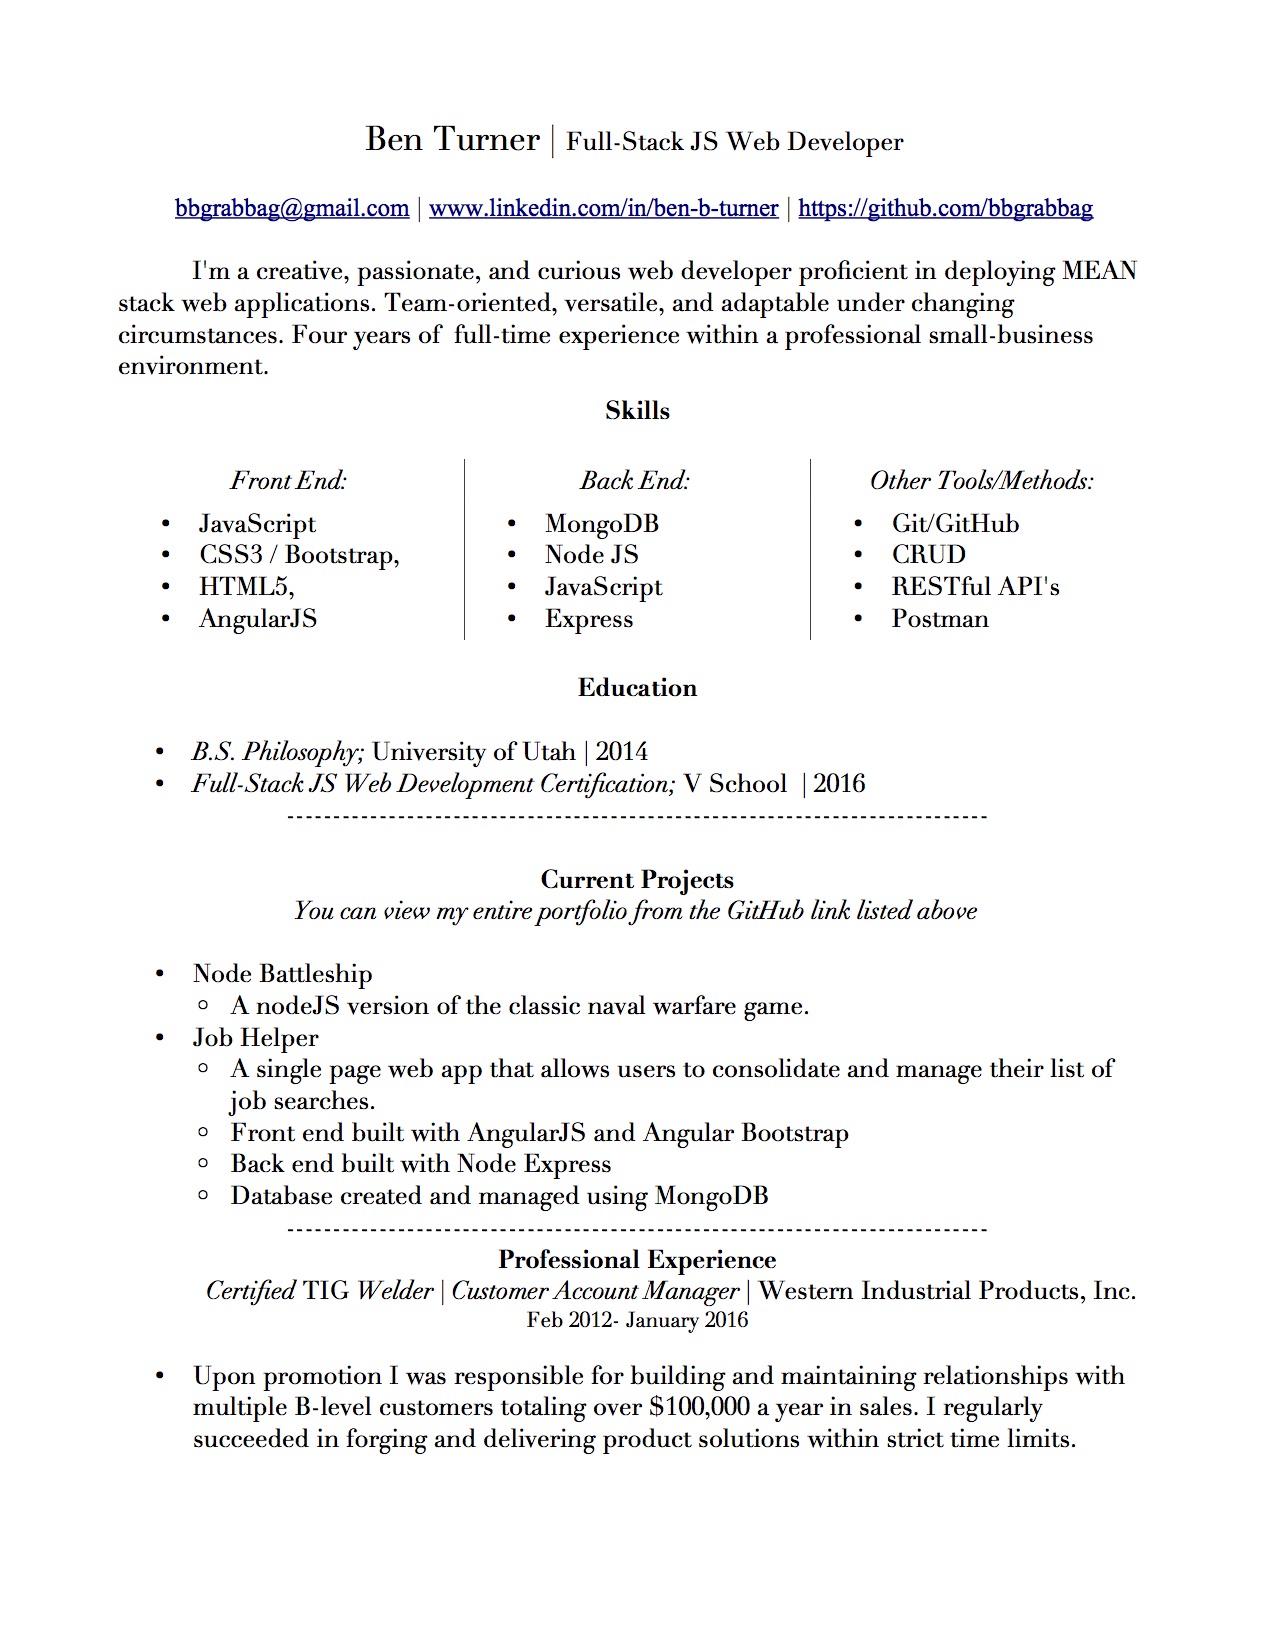 Ben Turner | Full-Stack JS Web Developer
bbgrabbag@gmail.com | www.linkedin.com/in/ben-b-turner | https://github.com/bbgrabbag
I'm a creative, passionate, and curious web developer proficient in deploying MEAN
stack web applications. Team-oriented, versatile, and adaptable under changing
circumstances. Four years of  full-time experience within a professional small-business
environment.
Skills
Front End:
• JavaScript
• CSS3 / Bootstrap,
• HTML5,
• AngularJS
Back End:
• MongoDB
• Node JS
• JavaScript
• Express
Other Tools/Methods:
• Git/GitHub
• CRUD
• RESTful API's
• Postman
Education
• B.S. Philosophy; University of Utah | 2014
• Full-Stack JS Web Development Certification; V School  | 2016
----------------------------------------------------------------------------
Current Projects
You can view my entire portfolio from the GitHub link listed above
• Node Battleship
◦ A nodeJS version of the classic naval warfare game.
• Job Helper
◦ A single page web app that allows users to consolidate and manage their list of
job searches.
◦ Front end built with AngularJS and Angular Bootstrap
◦ Back end built with Node Express
◦ Database created and managed using MongoDB
----------------------------------------------------------------------------
Professional Experience
Certified TIG Welder | Customer Account Manager | Western Industrial Products, Inc.
Feb 2012- January 2016
• Upon promotion I was responsible for building and maintaining relationships with
multiple B-level customers totaling over $100,000 a year in sales. I regularly
succeeded in forging and delivering product solutions within strict time limits.